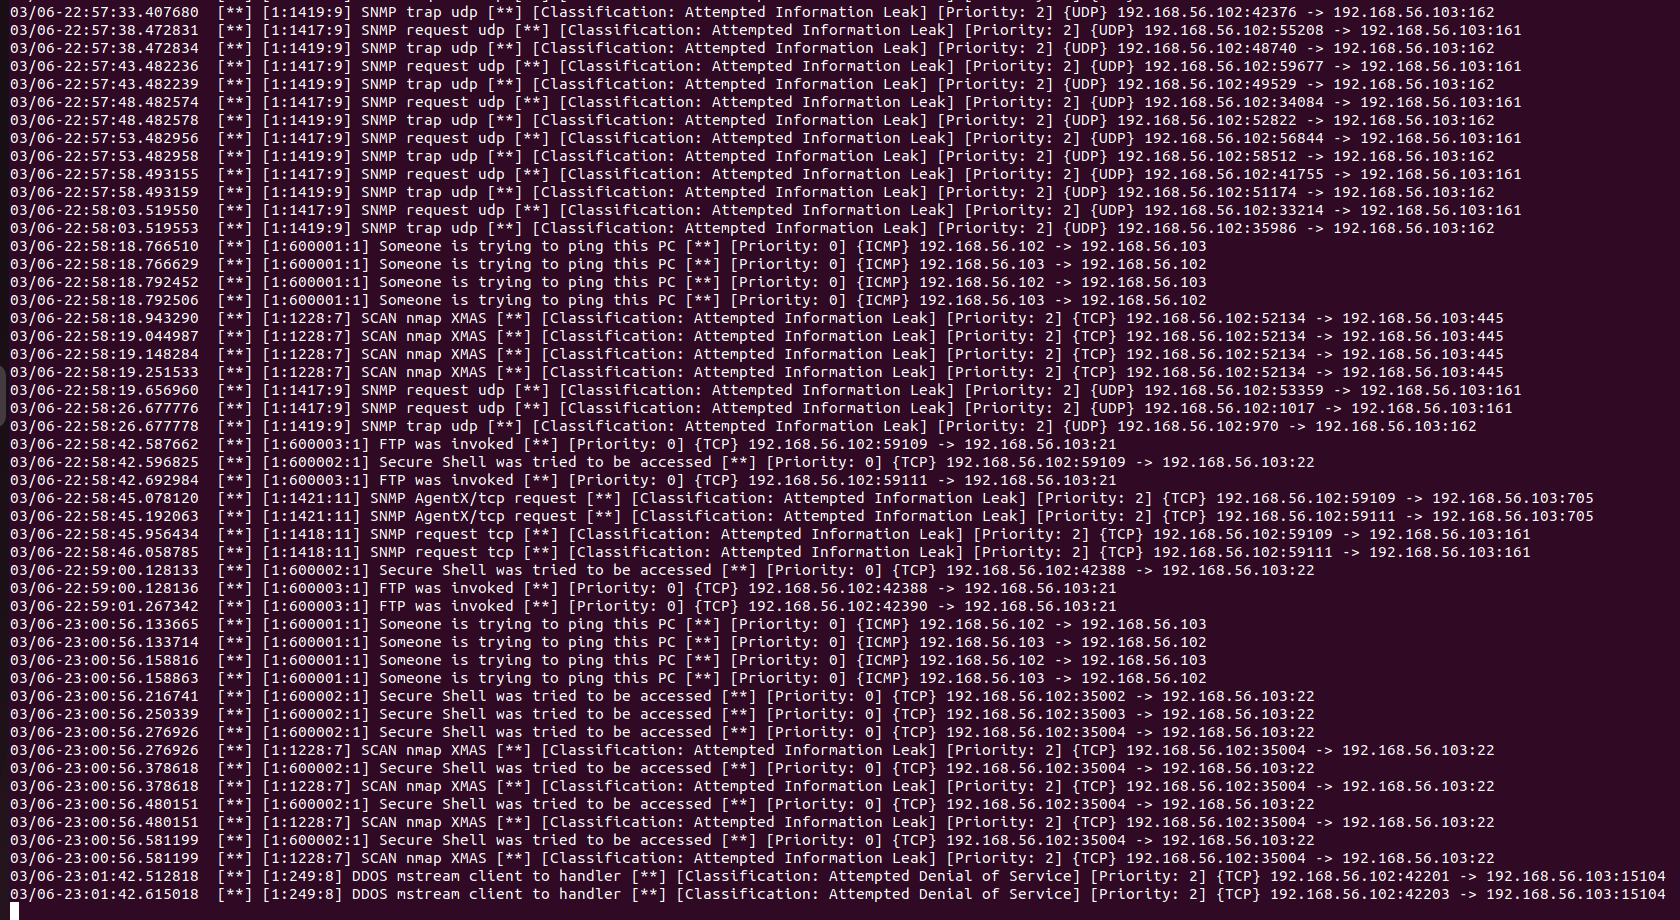 03/06-22:57:33.407680  [**] [1:1419:9] SNMP trap udp [**] [Classification: Attempted Information Leak] [Priority: 2] {UDP} 192.168.56.102:42376 -> 192.168.56.103:162
03/06-22:57:38.472831  [**] [1:1417:9] SNMP request udp [**] [Classification: Attempted Information Leak] [Priority: 2] {UDP} 192.168.56.102:55208 -> 192.168.56.103:161
03/06-22:57:38.472834  [**] [1:1419:9] SNMP trap udp [**] [Classification: Attempted Information Leak] [Priority: 2] {UDP} 192.168.56.102:48740 -> 192.168.56.103:162
03/06-22:57:43.482236  [**] [1:1417:9] SNMP request udp [**] [Classification: Attempted Information Leak] [Priority: 2] {UDP} 192.168.56.102:59677 -> 192.168.56.103:161
03/06-22:57:43.482239  [**] [1:1419:9] SNMP trap udp [**] [Classification: Attempted Information Leak] [Priority: 2] {UDP} 192.168.56.102:49529 -> 192.168.56.103:162
03/06-22:57:48.482574  [**] [1:1417:9] SNMP request udp [**] [Classification: Attempted Information Leak] [Priority: 2] {UDP} 192.168.56.102:34084 -> 192.168.56.103:161
03/06-22:57:48.482578  [**] [1:1419:9] SNMP trap udp [**] [Classification: Attempted Information Leak] [Priority: 2] {UDP} 192.168.56.102:52822 -> 192.168.56.103:162
03/06-22:57:53.482956  [**] [1:1417:9] SNMP request udp [**] [Classification: Attempted Information Leak] [Priority: 2] {UDP} 192.168.56.102:56844 -> 192.168.56.103:161
03/06-22:57:53.482958  [**] [1:1419:9] SNMP trap udp [**] [Classification: Attempted Information Leak] [Priority: 2] {UDP} 192.168.56.102:58512 -> 192.168.56.103:162
03/06-22:57:58.493155  [**] [1:1417:9] SNMP request udp [**] [Classification: Attempted Information Leak] [Priority: 2] {UDP} 192.168.56.102:41755 -> 192.168.56.103:161
03/06-22:57:58.493159  [**] [1:1419:9] SNMP trap udp [**] [Classification: Attempted Information Leak] [Priority: 2] {UDP} 192.168.56.102:51174 -> 192.168.56.103:162
03/06-22:58:03.519550  [**] [1:1417:9] SNMP request udp [**] [Classification: Attempted Information Leak] [Priority: 2] {UDP} 192.168.56.102:33214 -> 192.168.56.103:161
03/06-22:58:03.519553  [**] [1:1419:9] SNMP trap udp [**] [Classification: Attempted Information Leak] [Priority: 2] {UDP} 192.168.56.102:35986 -> 192.168.56.103:162
03/06-22:58:18.766510  [**] [1:600001:1] Someone is trying to ping this PC [**] [Priority: 0] {ICMP} 192.168.56.102 -> 192.168.56.103
03/06-22:58:18.766629  [**] [1:600001:1] Someone is trying to ping this PC [**] [Priority: 0] {ICMP} 192.168.56.103 -> 192.168.56.102
03/06-22:58:18.792452  [**] [1:600001:1] Someone is trying to ping this PC [**] [Priority: 0] {ICMP} 192.168.56.102 -> 192.168.56.103
03/06-22:58:18.792506  [**] [1:600001:1] Someone is trying to ping this PC [**] [Priority: 0] {ICMP} 192.168.56.103 -> 192.168.56.102
03/06-22:58:18.943290  [**] [1:1228:7] SCAN nmap XMAS [**] [Classification: Attempted Information Leak] [Priority: 2] {TCP} 192.168.56.102:52134 -> 192.168.56.103:445
03/06-22:58:19.044987  [**] [1:1228:7] SCAN nmap XMAS [**] [Classification: Attempted Information Leak] [Priority: 2] {TCP} 192.168.56.102:52134 -> 192.168.56.103:445
03/06-22:58:19.148284  [**] [1:1228:7] SCAN nmap XMAS [**] [Classification: Attempted Information Leak] [Priority: 2] {TCP} 192.168.56.102:52134 -> 192.168.56.103:445
03/06-22:58:19.251533  [**] [1:1228:7] SCAN nmap XMAS [**] [Classification: Attempted Information Leak] [Priority: 2] {TCP} 192.168.56.102:52134 -> 192.168.56.103:445
03/06-22:58:19.656960  [**] [1:1417:9] SNMP request udp [**] [Classification: Attempted Information Leak] [Priority: 2] {UDP} 192.168.56.102:53359 -> 192.168.56.103:161
03/06-22:58:26.677776  [**] [1:1417:9] SNMP request udp [**] [Classification: Attempted Information Leak] [Priority: 2] {UDP} 192.168.56.102:1017 -> 192.168.56.103:161
03/06-22:58:26.677778  [**] [1:1419:9] SNMP trap udp [**] [Classification: Attempted Information Leak] [Priority: 2] {UDP} 192.168.56.102:970 -> 192.168.56.103:162
03/06-22:58:42.587662  [**] [1:600003:1] FTP was invoked [**] [Priority: 0] {TCP} 192.168.56.102:59109 -> 192.168.56.103:21
03/06-22:58:42.596825  [**] [1:600002:1] Secure Shell was tried to be accessed [**] [Priority: 0] {TCP} 192.168.56.102:59109 -> 192.168.56.103:22
03/06-22:58:42.692984  [**] [1:600003:1] FTP was invoked [**] [Priority: 0] {TCP} 192.168.56.102:59111 -> 192.168.56.103:21
03/06-22:58:45.078120  [**] [1:1421:11] SNMP AgentX/tcp request [**] [Classification: Attempted Information Leak] [Priority: 2] {TCP} 192.168.56.102:59109 -> 192.168.56.103:705
03/06-22:58:45.192063  [**] [1:1421:11] SNMP AgentX/tcp request [**] [Classification: Attempted Information Leak] [Priority: 2] {TCP} 192.168.56.102:59111 -> 192.168.56.103:705
03/06-22:58:45.956434  [**] [1:1418:11] SNMP request tcp [**] [Classification: Attempted Information Leak] [Priority: 2] {TCP} 192.168.56.102:59109 -> 192.168.56.103:161
03/06-22:58:46.058785  [**] [1:1418:11] SNMP request tcp [**] [Classification: Attempted Information Leak] [Priority: 2] {TCP} 192.168.56.102:59111 -> 192.168.56.103:161
03/06-22:59:00.128133  [**] [1:600002:1] Secure Shell was tried to be accessed [**] [Priority: 0] {TCP} 192.168.56.102:42388 -> 192.168.56.103:22
03/06-22:59:00.128136  [**] [1:600003:1] FTP was invoked [**] [Priority: 0] {TCP} 192.168.56.102:42388 -> 192.168.56.103:21
03/06-22:59:01.267342  [**] [1:600003:1] FTP was invoked [**] [Priority: 0] {TCP} 192.168.56.102:42390 -> 192.168.56.103:21
03/06-23:00:56.133665  [**] [1:600001:1] Someone is trying to ping this PC [**] [Priority: 0] {ICMP} 192.168.56.102 -> 192.168.56.103
03/06-23:00:56.133714  [**] [1:600001:1] Someone is trying to ping this PC [**] [Priority: 0] {ICMP} 192.168.56.103 -> 192.168.56.102
03/06-23:00:56.158816  [**] [1:600001:1] Someone is trying to ping this PC [**] [Priority: 0] {ICMP} 192.168.56.102 -> 192.168.56.103
03/06-23:00:56.158863  [**] [1:600001:1] Someone is trying to ping this PC [**] [Priority: 0] {ICMP} 192.168.56.103 -> 192.168.56.102
03/06-23:00:56.216741  [**] [1:600002:1] Secure Shell was tried to be accessed [**] [Priority: 0] {TCP} 192.168.56.102:35002 -> 192.168.56.103:22
03/06-23:00:56.250339  [**] [1:600002:1] Secure Shell was tried to be accessed [**] [Priority: 0] {TCP} 192.168.56.102:35003 -> 192.168.56.103:22
03/06-23:00:56.276926  [**] [1:600002:1] Secure Shell was tried to be accessed [**] [Priority: 0] {TCP} 192.168.56.102:35004 -> 192.168.56.103:22
03/06-23:00:56.276926  [**] [1:1228:7] SCAN nmap XMAS [**] [Classification: Attempted Information Leak] [Priority: 2] {TCP} 192.168.56.102:35004 -> 192.168.56.103:22
03/06-23:00:56.378618  [**] [1:600002:1] Secure Shell was tried to be accessed [**] [Priority: 0] {TCP} 192.168.56.102:35004 -> 192.168.56.103:22
03/06-23:00:56.378618  [**] [1:1228:7] SCAN nmap XMAS [**] [Classification: Attempted Information Leak] [Priority: 2] {TCP} 192.168.56.102:35004 -> 192.168.56.103:22
03/06-23:00:56.480151  [**] [1:600002:1] Secure Shell was tried to be accessed [**] [Priority: 0] {TCP} 192.168.56.102:35004 -> 192.168.56.103:22
03/06-23:00:56.480151  [**] [1:1228:7] SCAN nmap XMAS [**] [Classification: Attempted Information Leak] [Priority: 2] {TCP} 192.168.56.102:35004 -> 192.168.56.103:22
03/06-23:00:56.581199  [**] [1:600002:1] Secure Shell was tried to be accessed [**] [Priority: 0] {TCP} 192.168.56.102:35004 -> 192.168.56.103:22
03/06-23:00:56.581199  [**] [1:1228:7] SCAN nmap XMAS [**] [Classification: Attempted Information Leak] [Priority: 2] {TCP} 192.168.56.102:35004 -> 192.168.56.103:22
03/06-23:01:42.512818  [**] [1:249:8] DDOS mstream client to handler [**] [Classification: Attempted Denial of Service] [Priority: 2] {TCP} 192.168.56.102:42201 -> 192.168.56.103:15104
03/06-23:01:42.615018  [**] [1:249:8] DDOS mstream client to handler [**] [Classification: Attempted Denial of Service] [Priority: 2] {TCP} 192.168.56.102:42203 -> 192.168.56.103:15104